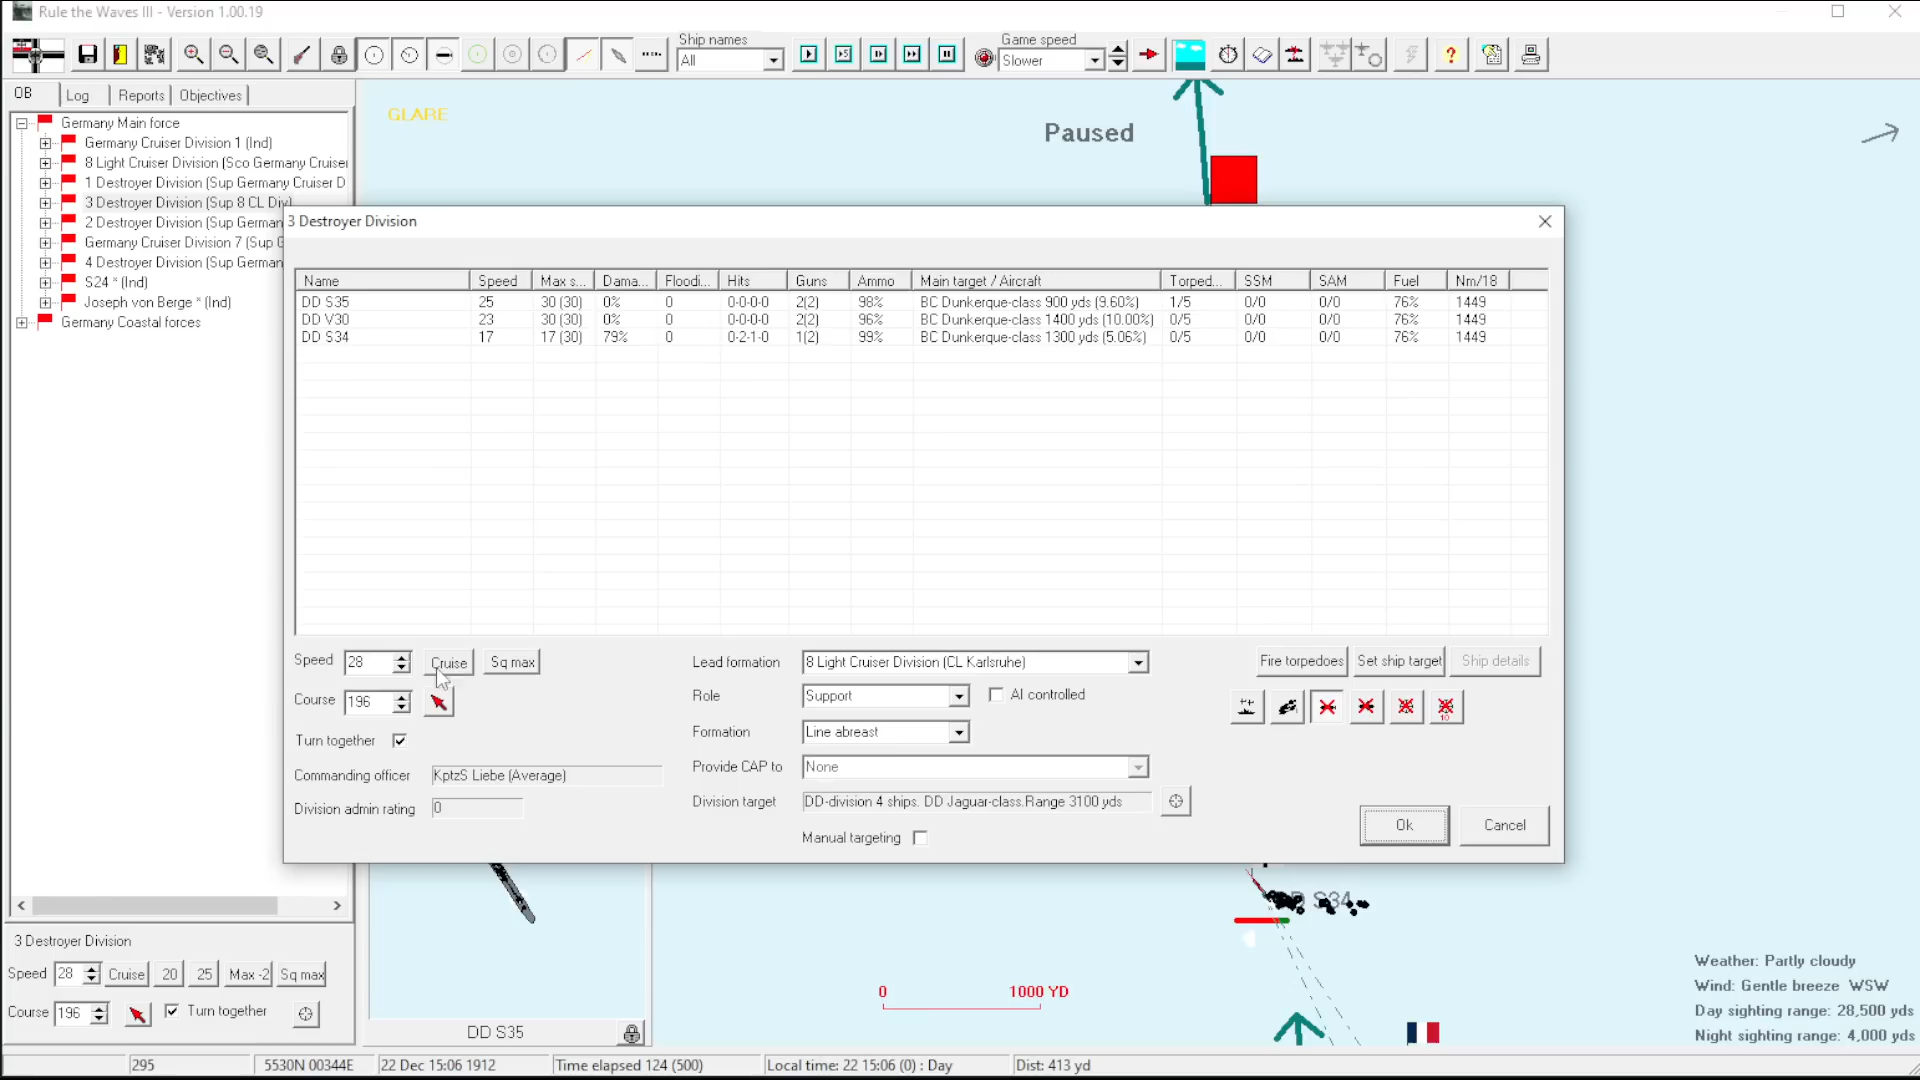 Rule the Waves III - Version 1.00.19
Ship names
All
Game speed
Slower
OB
Log
Reports
Objectives
GLARE
Paused
Germany Main force
Germany Cruiser Division 1 (Ind)
8 Light Cruiser Division (Sco Germany Cruiser
1 Destroyer Division (Sup Germany Cruiser D
3 Destroyer Division (Sup 8 CL Div)
2 Destroyer Division (Sup German
Germany Cruiser Division 7 (Sup G
4 Destroyer Division (Sup German
S24 * (Ind)
Joseph von Berge * (Ind)
Germany Coastal forces
3 Destroyer Division
Name Speed Max s... Dama... Floodi... Hits Guns Ammo Main target / Aircraft Torped... SSM SAM Fuel Nm/18
DD S35 25 30 (30) 0% 0 0-0-0-0 2(2) 98% BC Dunkerque-class 900 yds (9.60%) 1/5 0/0 0/0 76% 1449
DD V30 23 30 (30) 0% 0 0-0-0-0 2(2) 96% BC Dunkerque-class 1400 yds (10.00%) 0/5 0/0 0/0 76% 1449
DD S34 17 17 (30) 79% 0 0-2-1-0 1(2) 99% BC Dunkerque-class 1300 yds (5.06%) 0/5 0/0 0/0 76% 1449
Speed 28 Cruise Sq max
Course 196
Turn together
Commanding officer KptzS Liebe (Average)
Division admin rating 0
Lead formation 8 Light Cruiser Division (CL Karlsruhe)
Role Support AI controlled
Formation Line abreast
Provide CAP to None
Division target DD-division 4 ships. DD Jaguar-class.Range 3100 yds
Manual targeting
Fire torpedoes Set ship target Ship details
10
Ok Cancel
3 Destroyer Division
Speed 28 Cruise 20 25 Max -2 Sq max
Course 196 Turn together
DD S35
DD S34
0 1000 YD
Weather: Partly cloudy
Wind: Gentle breeze WSW
Day sighting range: 28,500 yds
Night sighting range: 4,000 yds
295 5530N 00344E 22 Dec 15:06 1912 Time elapsed 124 (500) Local time: 22 15:06 (0) : Day Dist: 413 yd